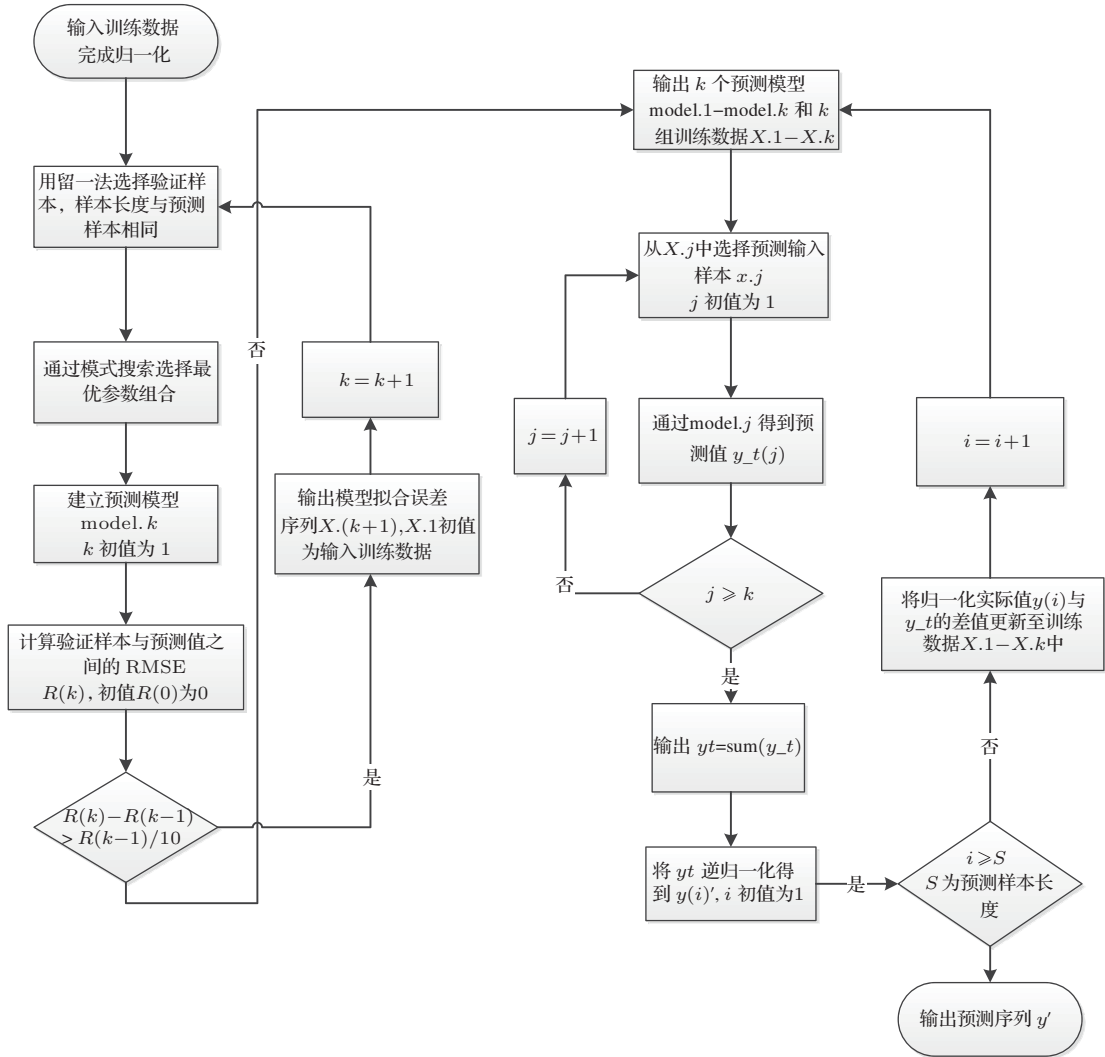 输入训练数据
完成归一化
用留一法选择验证样
本，样本长度与预测
样本相同
通过模式搜索选择最
优参数组合
建立预测模型
model.k
k 初值为 1
计算验证样本与预测值之
间的 RMSE
R(k)，初值R(0)为0
R(k)−R(k−1)
> R(k−1)/10
否
是
k=k+1
输出模型拟合误差
序列X.(k+1),X.1初值
为输入训练数据
输出 k 个预测模型
model.1−model.k 和 k
组训练数据X.1−X.k
从X.j中选择预测输入
样本 x.j
j 初值为 1
通过model.j 得到预
测值 y_t(j)
j=j+1
否
j⩾k
是
输出 yt=sum(y_t)
将 yt 逆归一化得
到 y(i)′, i 初值为1
是
i⩾S
S 为预测样本长
度
否
将归一化实际值y(i)与
y_t的差值更新至训练
数据X.1−X.k中
i=i+1
输出预测序列 y′